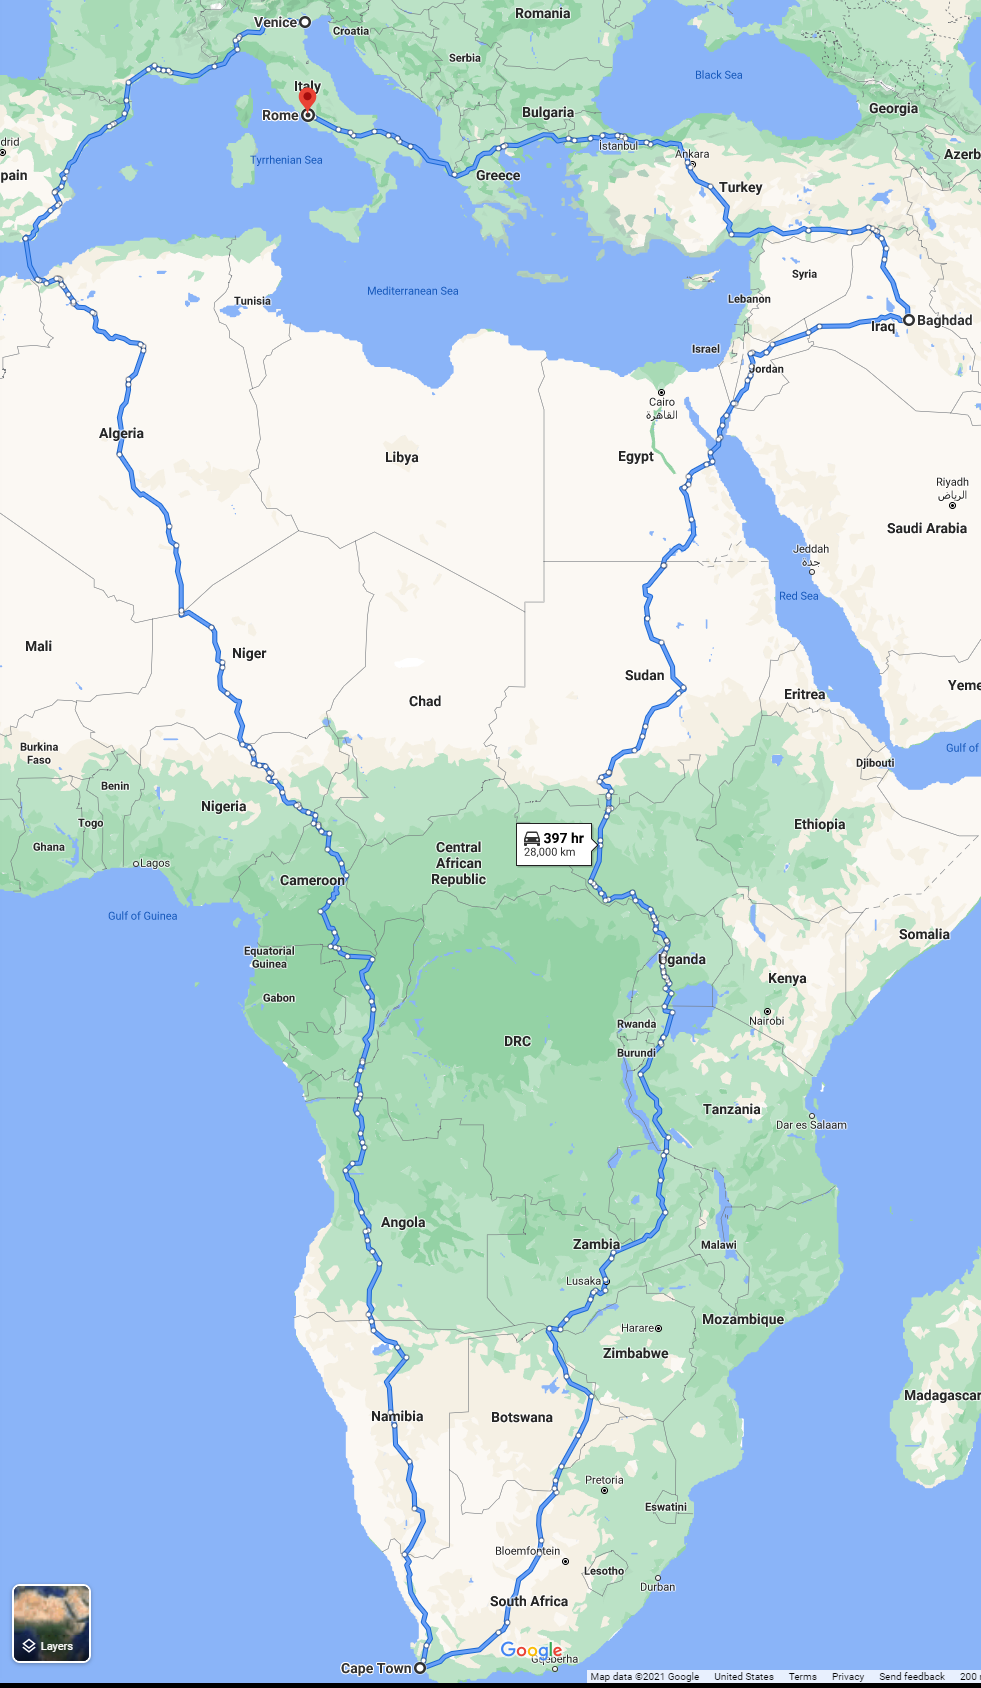 Romania
Venice
Croatia
Serbia
Black Sea
Italy
Georgia
Rome
Bulgaria
drid
İstanbul
Ankara
Azerb
Tyrrhenian Sea
pain
Greece
Turkey
Syria
Mediterranean Sea
Tunisia
Lebanon
Iraq
Baghdad
Israel
Jordan
Cairo
القاهرة
Algeria
Libya
Egypt
Riyadh
الرياض
Saudi Arabia
Jeddah
جدة
Red Sea
Mali
Niger
Sudan
Yeme
Chad
Eritrea
Burkina
Faso
Gulf of
Djibouti
Benin
Nigeria
Togo
Ethiopia
397 hr
28,000 km
Ghana
Central
African
Republic
Lagos
Cameroon
Gulf of Guinea
Somalia
Equatorial
Guinea
Uganda
Kenya
Gabon
Nairobi
Rwanda
DRC
Burundi
Tanzania
Dar es Salaam
Angola
Zambia
Malawi
Lusaka
Mozambique
Harare
Zimbabwe
Madagascar
Namibia
Botswana
Pretoria
Eswatini
Bloemfontein
Lesotho
Durban
South Africa
Layers
Google
Gqeberha
Cape Town
Map data ©2021 Google United States Terms Privacy Send feedback 200